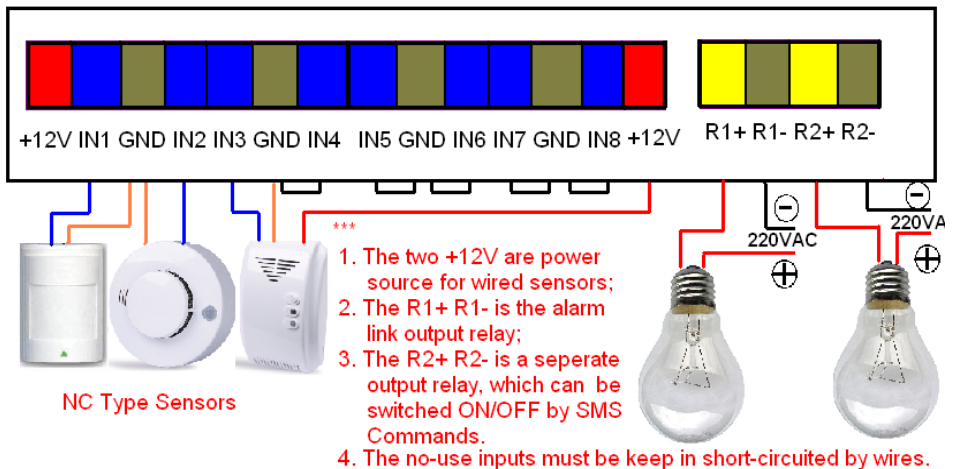 +12V IN1 GND IN2 IN3 GND IN4 IN5 GND IN6 IN7 GND IN8 +12V R1+ R1- R2+ R2-
220VAC
220VA
***
1. The two +12V are power
source for wired sensors;
2. The R1+ R1- is the alarm
link output relay;
3. The R2+ R2- is a seperate
output relay, which can be
switched ON/OFF by SMS
Commands.
4. The no-use inputs must be keep in short-circuited by wires.
NC Type Sensors